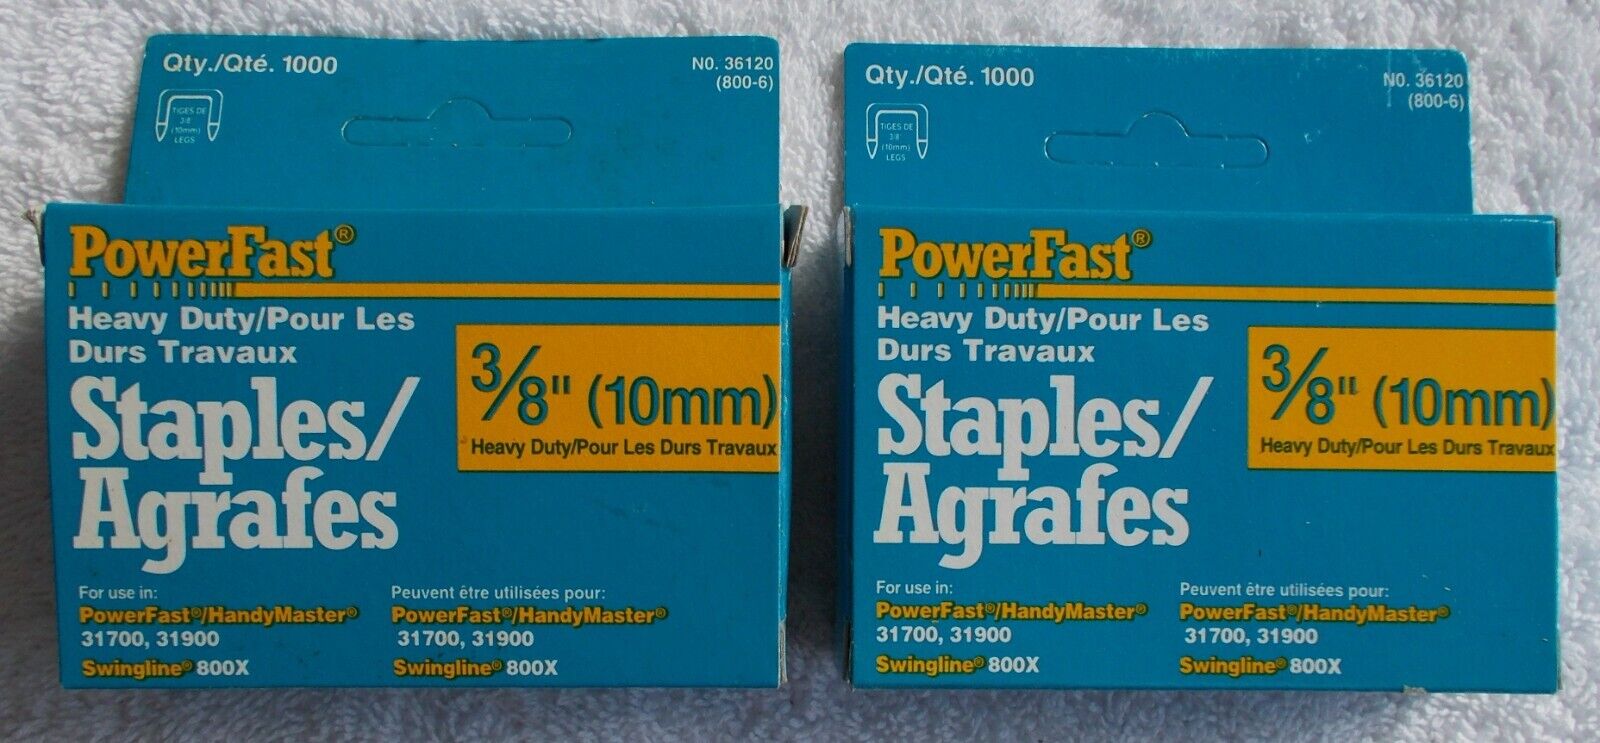 Qty./Qté. 1000
NO. 36120
(800-6)
TIGES DE
3/8"
(10mm)
LEGS
PowerFast®
Heavy Duty/Pour Les
Durs Travaux
Staples/
Agrafes
3/8" (10mm)
Heavy Duty/Pour Les Durs Travaux
For use in:
PowerFast®/HandyMaster®
31700, 31900
Swingline® 800X
Peuvent être utilisées pour:
PowerFast®/HandyMaster®
31700, 31900
Swingline® 800X
Qty./Qté. 1000
NO. 36120
(800-6)
TIGES DE
3/8"
(10mm)
LEGS
PowerFast®
Heavy Duty/Pour Les
Durs Travaux
Staples/
Agrafes
3/8" (10mm)
Heavy Duty/Pour Les Durs Travaux
For use in:
PowerFast®/HandyMaster®
31700, 31900
Swingline® 800X
Peuvent être utilisées pour:
PowerFast®/HandyMaster®
31700, 31900
Swingline® 800X